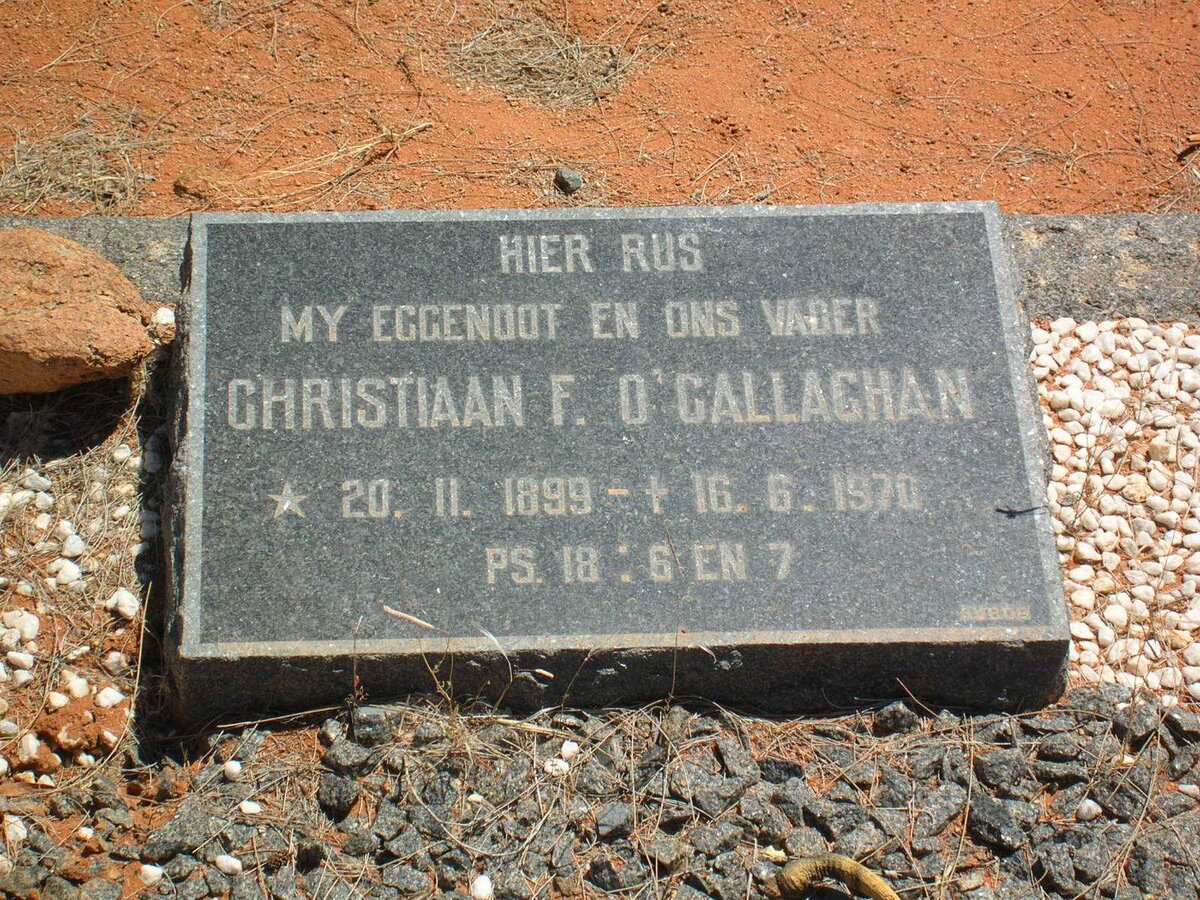 HIER RUS
MY EGGENOOT EN ONS VADER
CHRISTIAAN F. O'CALLAGHAN
★ 20. 11. 1899 - † 16. 6. 1970
PS. 18 : 6 EN 7